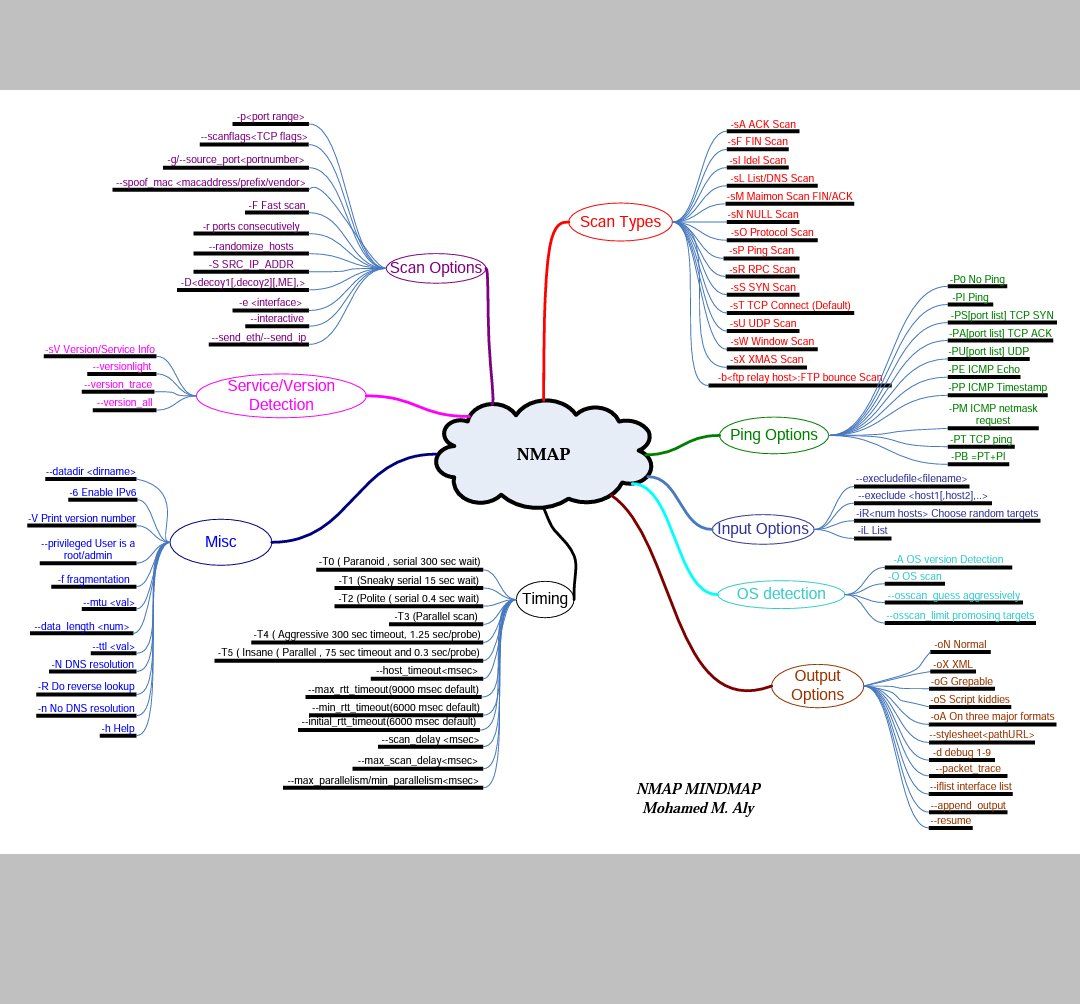 -p<port range>
--scanflags<TCP flags>
-g/--source_port<portnumber>
--spoof_mac <macaddress/prefix/vendor>
-F Fast scan
-r ports consecutively
--randomize_hosts
-S SRC_IP_ADDR
-D<decoy1[,decoy2][,ME],>
-e <interface>
--interactive
--send_eth/--send_ip
Scan Options
-sV Version/Service Info
--versionlight
--version_trace
--version_all
Service/Version
Detection
--datadir <dirname>
-6 Enable IPv6
-V Print version number
--privileged User is a
root/admin
-f fragmentation
--mtu <val>
--data_length <num>
--ttl <val>
-N DNS resolution
-R Do reverse lookup
-n No DNS resolution
-h Help
Misc
NMAP
-sA ACK Scan
-sF FIN Scan
-sI Idel Scan
-sL List/DNS Scan
-sM Maimon Scan FIN/ACK
-sN NULL Scan
-sO Protocol Scan
-sP Ping Scan
-sR RPC Scan
-sS SYN Scan
-sT TCP Connect (Default)
-sU UDP Scan
-sW Window Scan
-sX XMAS Scan
-b<ftp relay host>:FTP bounce Scan
Scan Types
-P0 No Ping
-PI Ping
-PS[port list] TCP SYN
-PA[port list] TCP ACK
-PU[port list] UDP
-PE ICMP Echo
-PP ICMP Timestamp
-PM ICMP netmask
request
-PT TCP ping
-PB =PT+PI
Ping Options
--execludefile<filename>
--execlude <host1[,host2],..>
-iR<num hosts> Choose random targets
-iL List
Input Options
-A OS version Detection
-O OS scan
--osscan_guess aggressively
--osscan_limit promosing targets
OS detection
-oN Normal
-oX XML
-oG Grepable
-oS Script kiddies
-oA On three major formats
--stylesheet<pathURL>
-d debug 1-9
--packet_trace
--iflist interface list
--append_output
--resume
Output
Options
-T0 ( Paranoid , serial 300 sec wait)
-T1 (Sneaky serial 15 sec wait)
-T2 (Polite ( serial 0.4 sec wait)
-T3 (Parallel scan)
-T4 ( Aggressive 300 sec timeout, 1.25 sec/probe)
-T5 ( Insane ( Parallel , 75 sec timeout and 0.3 sec/probe)
--host_timeout<msec>
--max_rtt_timeout(9000 msec default)
--min_rtt_timeout(6000 msec default)
--initial_rtt_timeout(6000 msec default)
--scan_delay <msec>
--max_scan_delay<msec>
--max_parallelism/min_parallelism<msec>
Timing
NMAP MINDMAP
Mohamed M. Aly